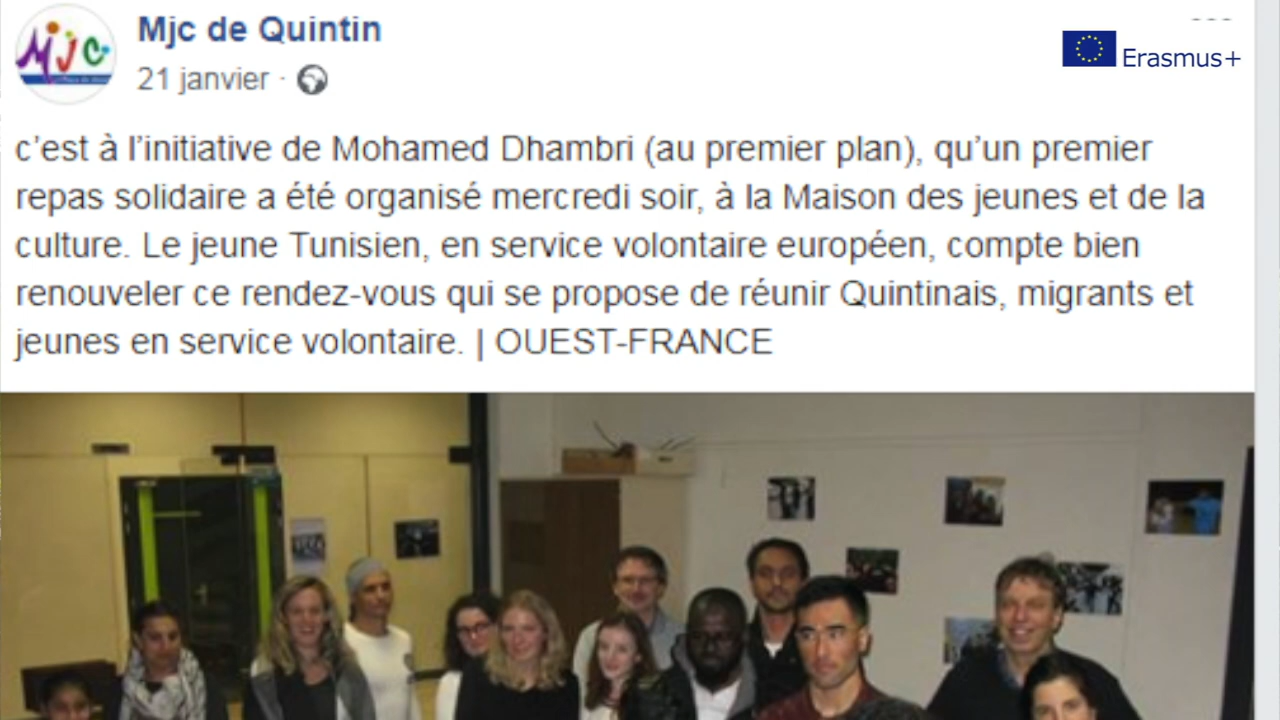 Mjc de Quintin
21 janvier ·
Erasmus+
Mjc
c'est à l'initiative de Mohamed Dhambri (au premier plan), qu'un premier
repas solidaire a été organisé mercredi soir, à la Maison des jeunes et de la
culture. Le jeune Tunisien, en service volontaire européen, compte bien
renouveler ce rendez-vous qui se propose de réunir Quintinais, migrants et
jeunes en service volontaire. | OUEST-FRANCE